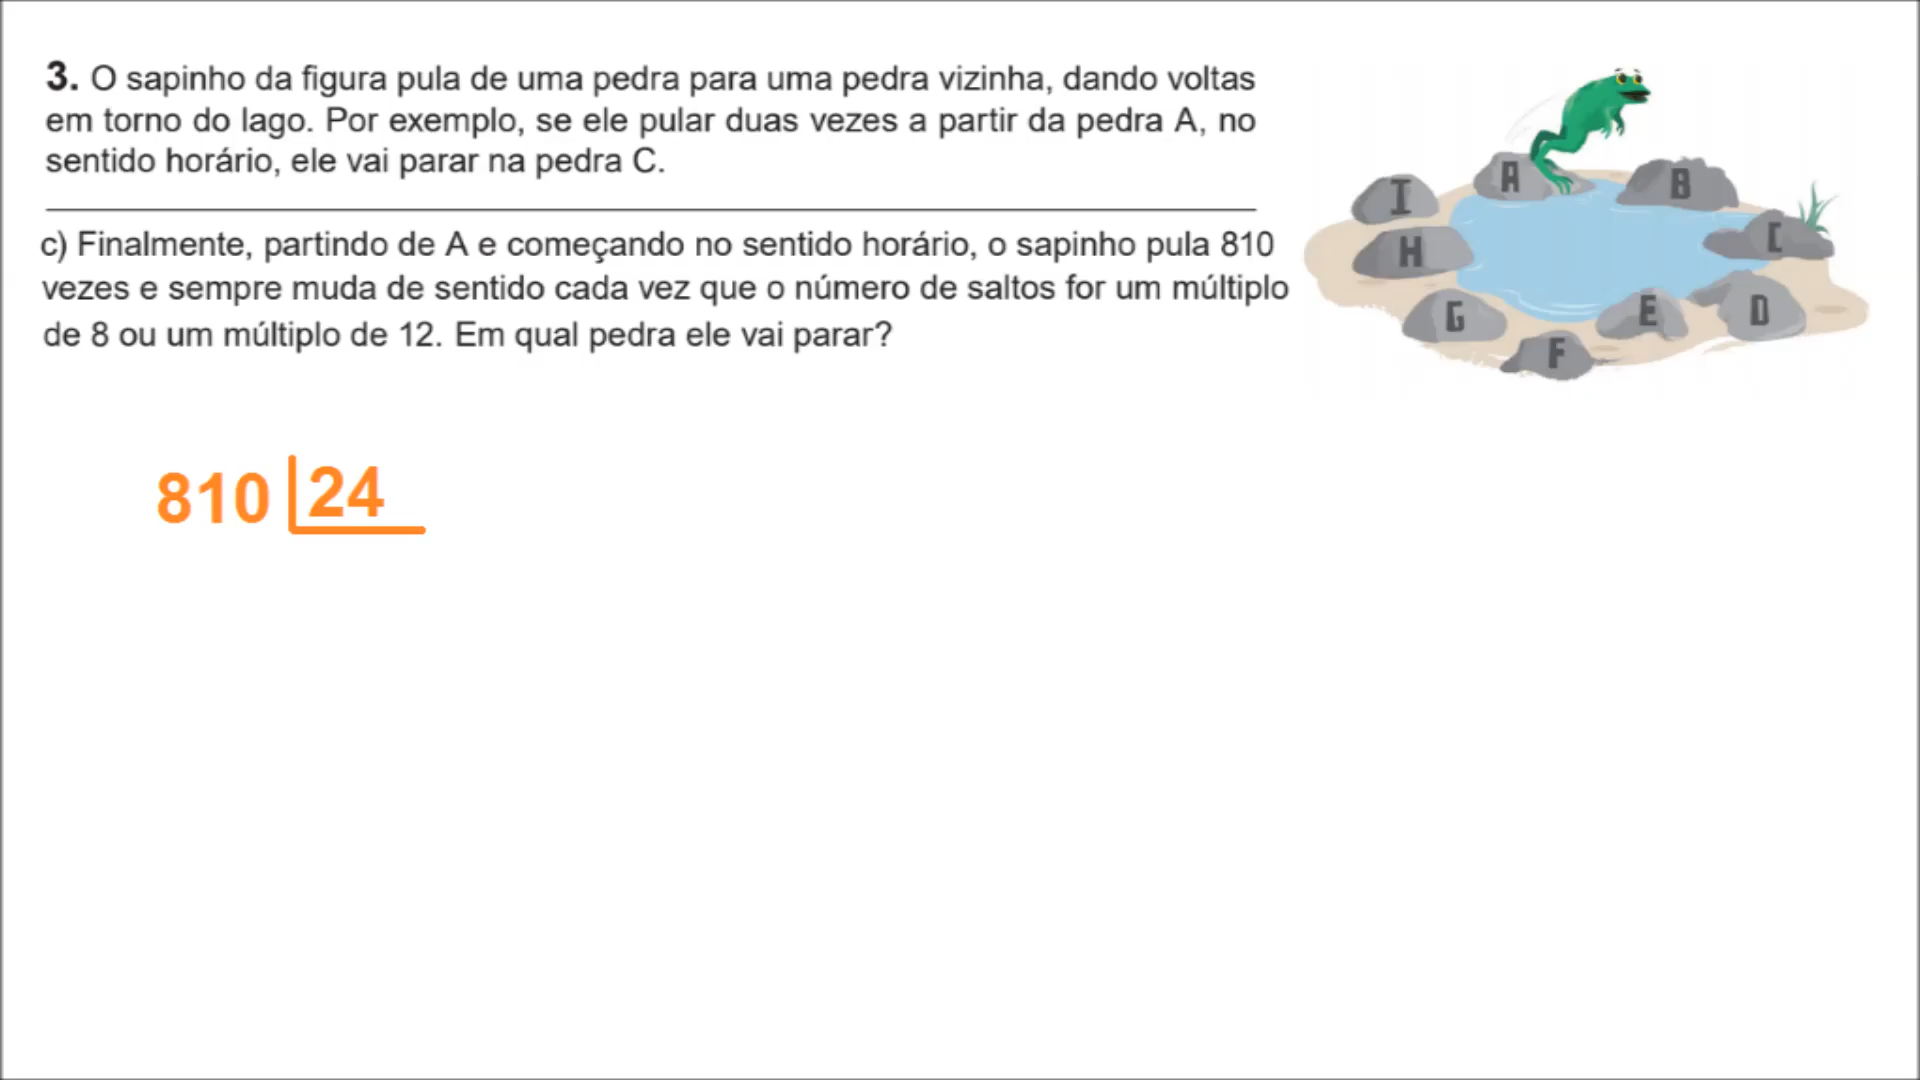 3. O sapinho da figura pula de uma pedra para uma pedra vizinha, dando voltas
em torno do lago. Por exemplo, se ele pular duas vezes a partir da pedra A, no
sentido horário, ele vai parar na pedra C.
c) Finalmente, partindo de A e começando no sentido horário, o sapinho pula 810
vezes e sempre muda de sentido cada vez que o número de saltos for um múltiplo
de 8 ou um múltiplo de 12. Em qual pedra ele vai parar?
A
B
C
D
E
F
G
H
I
810 24